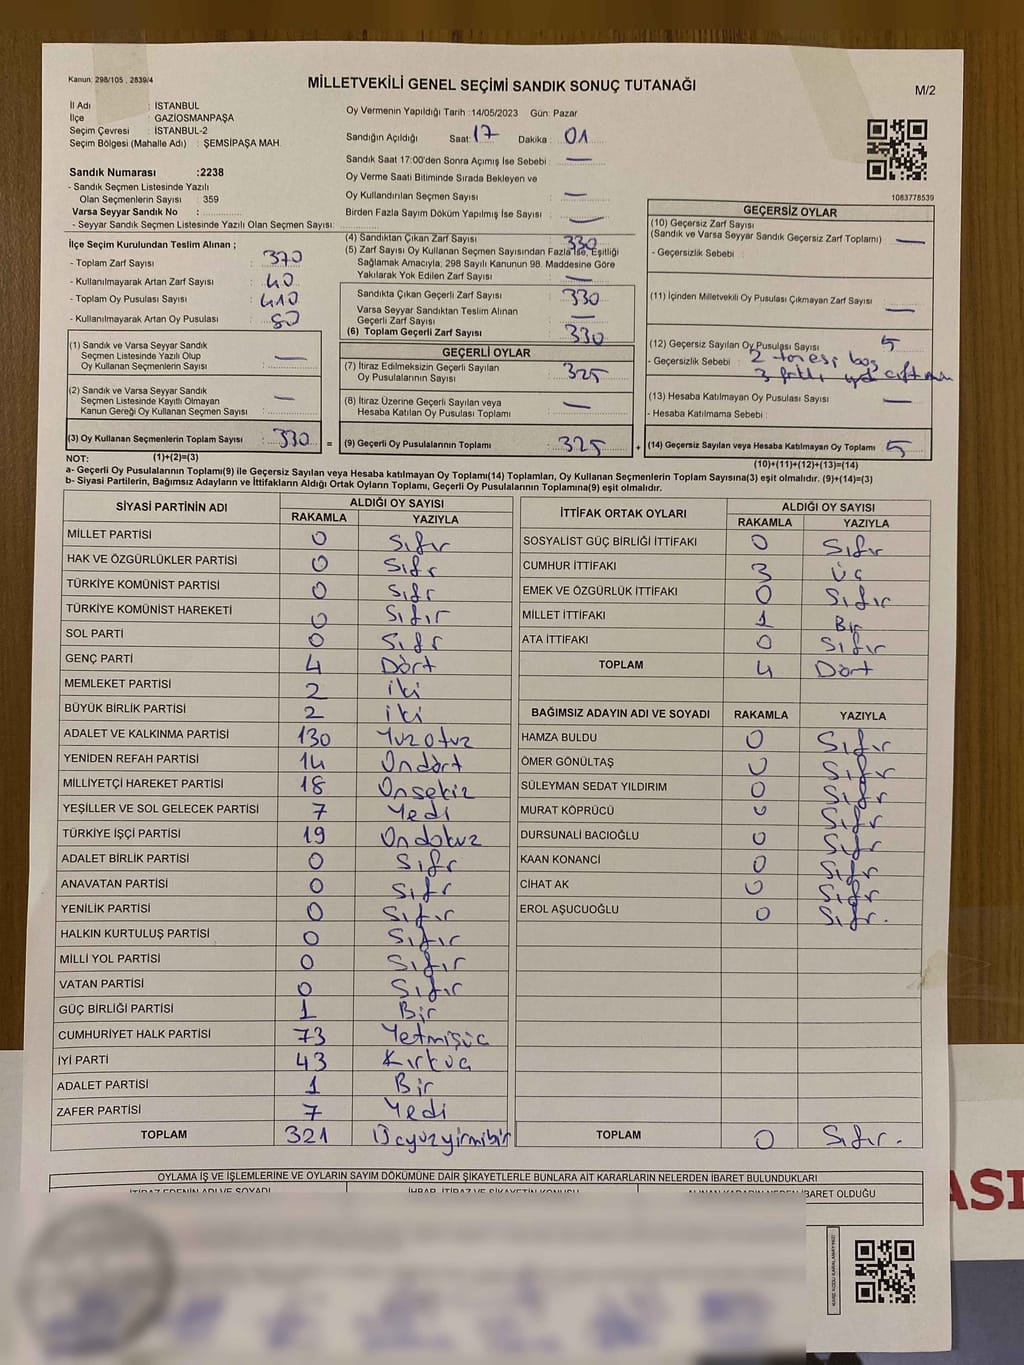 Kanun: 298/105 , 2839/4
MİLLETVEKİLİ GENEL SEÇİMİ SANDIK SONUÇ TUTANAĞI
M/2
İl Adı : İSTANBUL
İlçe : GAZİOSMANPAŞA
Seçim Çevresi : İSTANBUL-2
Seçim Bölgesi (Mahalle Adı) : ŞEMSİPAŞA MAH.
Sandık Numarası :2238
- Sandık Seçmen Listesinde Yazılı
Olan Seçmenlerin Sayısı : 359
Varsa Seyyar Sandık No :
- Seyyar Sandık Seçmen Listesinde Yazılı Olan Seçmen Sayısı:
İlçe Seçim Kurulundan Teslim Alınan ;
- Toplam Zarf Sayısı : 370
- Kullanılmayarak Artan Zarf Sayısı : 40
- Toplam Oy Pusulası Sayısı : 410
- Kullanılmayarak Artan Oy Pusulası : 80
(1) Sandık ve Varsa Seyyar Sandık
Seçmen Listesinde Yazılı Olup
Oy Kullanan Seçmenlerin Sayısı : —
(2) Sandık ve Varsa Seyyar Sandık
Seçmen Listesinde Kayıtlı Olmayan
Kanun Gereği Oy Kullanan Seçmen Sayısı : —
(3) Oy Kullanan Seçmenlerin Toplam Sayısı : 330 =
Oy Vermenin Yapıldığı Tarih :14/05/2023 Gün: Pazar
Sandığın Açıldığı Saat: 17 Dakika : 01
Sandık Saat 17:00'den Sonra Açımış İse Sebebi : —
Oy Verme Saati Bitiminde Sırada Bekleyen ve
Oy Kullandırılan Seçmen Sayısı : —
Birden Fazla Sayım Döküm Yapılmış İse Sayısı : —
(4) Sandıktan Çıkan Zarf Sayısı : 330
(5) Zarf Sayısı Oy Kullanan Seçmen Sayısından Fazla İse, Eşitliği
Sağlamak Amacıyla, 298 Sayılı Kanunun 98. Maddesine Göre
Yakılarak Yok Edilen Zarf Sayısı : —
Sandıkta Çıkan Geçerli Zarf Sayısı : 330
Varsa Seyyar Sandıktan Teslim Alınan
Geçerli Zarf Sayısı : —
(6) Toplam Geçerli Zarf Sayısı : 330
GEÇERLİ OYLAR
(7) İtiraz Edilmeksizin Geçerli Sayılan
Oy Pusulalarının Sayısı : 325
(8) İtiraz Üzerine Geçerli Sayılan veya
Hesaba Katılan Oy Pusulası Toplamı : —
(9) Geçerli Oy Pusulalarının Toplamı : 325 +
1083778539
GEÇERSİZ OYLAR
(10) Geçersiz Zarf Sayısı
(Sandık ve Varsa Seyyar Sandık Geçersiz Zarf Toplamı) : —
- Geçersizlik Sebebi :
(11) İçinden Milletvekili Oy Pusulası Çıkmayan Zarf Sayısı : —
(12) Geçersiz Sayılan Oy Pusulası Sayısı : 5
- Geçersizlik Sebebi : 2 tanesi boş
3
(13) Hesaba Katılmayan Oy Pusulası Sayısı : —
- Hesaba Katılmama Sebebi :
(14) Geçersiz Sayılan veya Hesaba Katılmayan Oy Toplamı : 5
NOT: (1)+(2)=(3)
(10)+(11)+(12)+(13)=(14)
a- Geçerli Oy Pusulalarının Toplamı(9) ile Geçersiz Sayılan veya Hesaba katılmayan Oy Toplamı(14) Toplamları, Oy Kullanan Seçmenlerin Toplam Sayısına(3) eşit olmalıdır. (9)+(14)=(3)
b- Siyasi Partilerin, Bağımsız Adayların ve İttifakların Aldığı Ortak Oyların Toplamı, Geçerli Oy Pusulalarının Toplamına(9) eşit olmalıdır.
SİYASİ PARTİNİN ADI ALDIĞI OY SAYISI
RAKAMLA YAZIYLA
MİLLET PARTİSİ 0 Sıfır
HAK VE ÖZGÜRLÜKLER PARTİSİ 0 Sıfır
TÜRKİYE KOMÜNİST PARTİSİ 0 Sıfır
TÜRKİYE KOMÜNİST HAREKETİ 0 Sıfır
SOL PARTİ 0 Sıfır
GENÇ PARTİ 4 Dört
MEMLEKET PARTİSİ 2 iki
BÜYÜK BİRLİK PARTİSİ 2 iki
ADALET VE KALKINMA PARTİSİ 130 Yüzotuz
YENİDEN REFAH PARTİSİ 14 Ondört
MİLLİYETÇİ HAREKET PARTİSİ 18 Onsekiz
YEŞİLLER VE SOL GELECEK PARTİSİ 7 Yedi
TÜRKİYE İŞÇİ PARTİSİ 19 Ondokuz
ADALET BİRLİK PARTİSİ 0 Sıfır
ANAVATAN PARTİSİ 0 Sıfır
YENİLİK PARTİSİ 0 Sıfır
HALKIN KURTULUŞ PARTİSİ 0 Sıfır
MİLLİ YOL PARTİSİ 0 Sıfır
VATAN PARTİSİ 0 Sıfır
GÜÇ BİRLİĞİ PARTİSİ 1 Bir
CUMHURİYET HALK PARTİSİ 73 Yetmişüç
İYİ PARTİ 43 Kırküç
ADALET PARTİSİ 1 Bir
ZAFER PARTİSİ 7 Yedi
TOPLAM 321 Üçyüzyirmibir
İTTİFAK ORTAK OYLARI ALDIĞI OY SAYISI
RAKAMLA YAZIYLA
SOSYALİST GÜÇ BİRLİĞİ İTTİFAKI 0 Sıfır
CUMHUR İTTİFAKI 3 Üç
EMEK VE ÖZGÜRLÜK İTTİFAKI 0 Sıfır
MİLLET İTTİFAKI 1 Bir
ATA İTTİFAKI 0 Sıfır
TOPLAM 4 Dört
BAĞIMSIZ ADAYIN ADI VE SOYADI RAKAMLA YAZIYLA
HAMZA BULDU 0 Sıfır
ÖMER GÖNÜLTAŞ 0 Sıfır
SÜLEYMAN SEDAT YILDIRIM 0 Sıfır
MURAT KÖPRÜCÜ 0 Sıfır
DURSUNALİ BACIOĞLU 0 Sıfır
KAAN KONANCİ 0 Sıfır
CİHAT AK 0 Sıfır
EROL AŞUCUOĞLU 0 Sıfır.
TOPLAM 0 Sıfır.
OYLAMA İŞ VE İŞLEMLERİNE VE OYLARIN SAYIM DÖKÜMÜNE DAİR ŞİKAYETLERLE BUNLARA AİT KARARLARIN NELERDEN İBARET BULUNDUKLARI
İTİRAZ EDENİN ADI VE SOYADI İHBAR, İTİRAZ VE ŞİKAYETİN KONUSU ALINAN KARARIN NEDEN İBARET OLDUĞU
KARE KODU KARALAMAYINIZ!
ASI